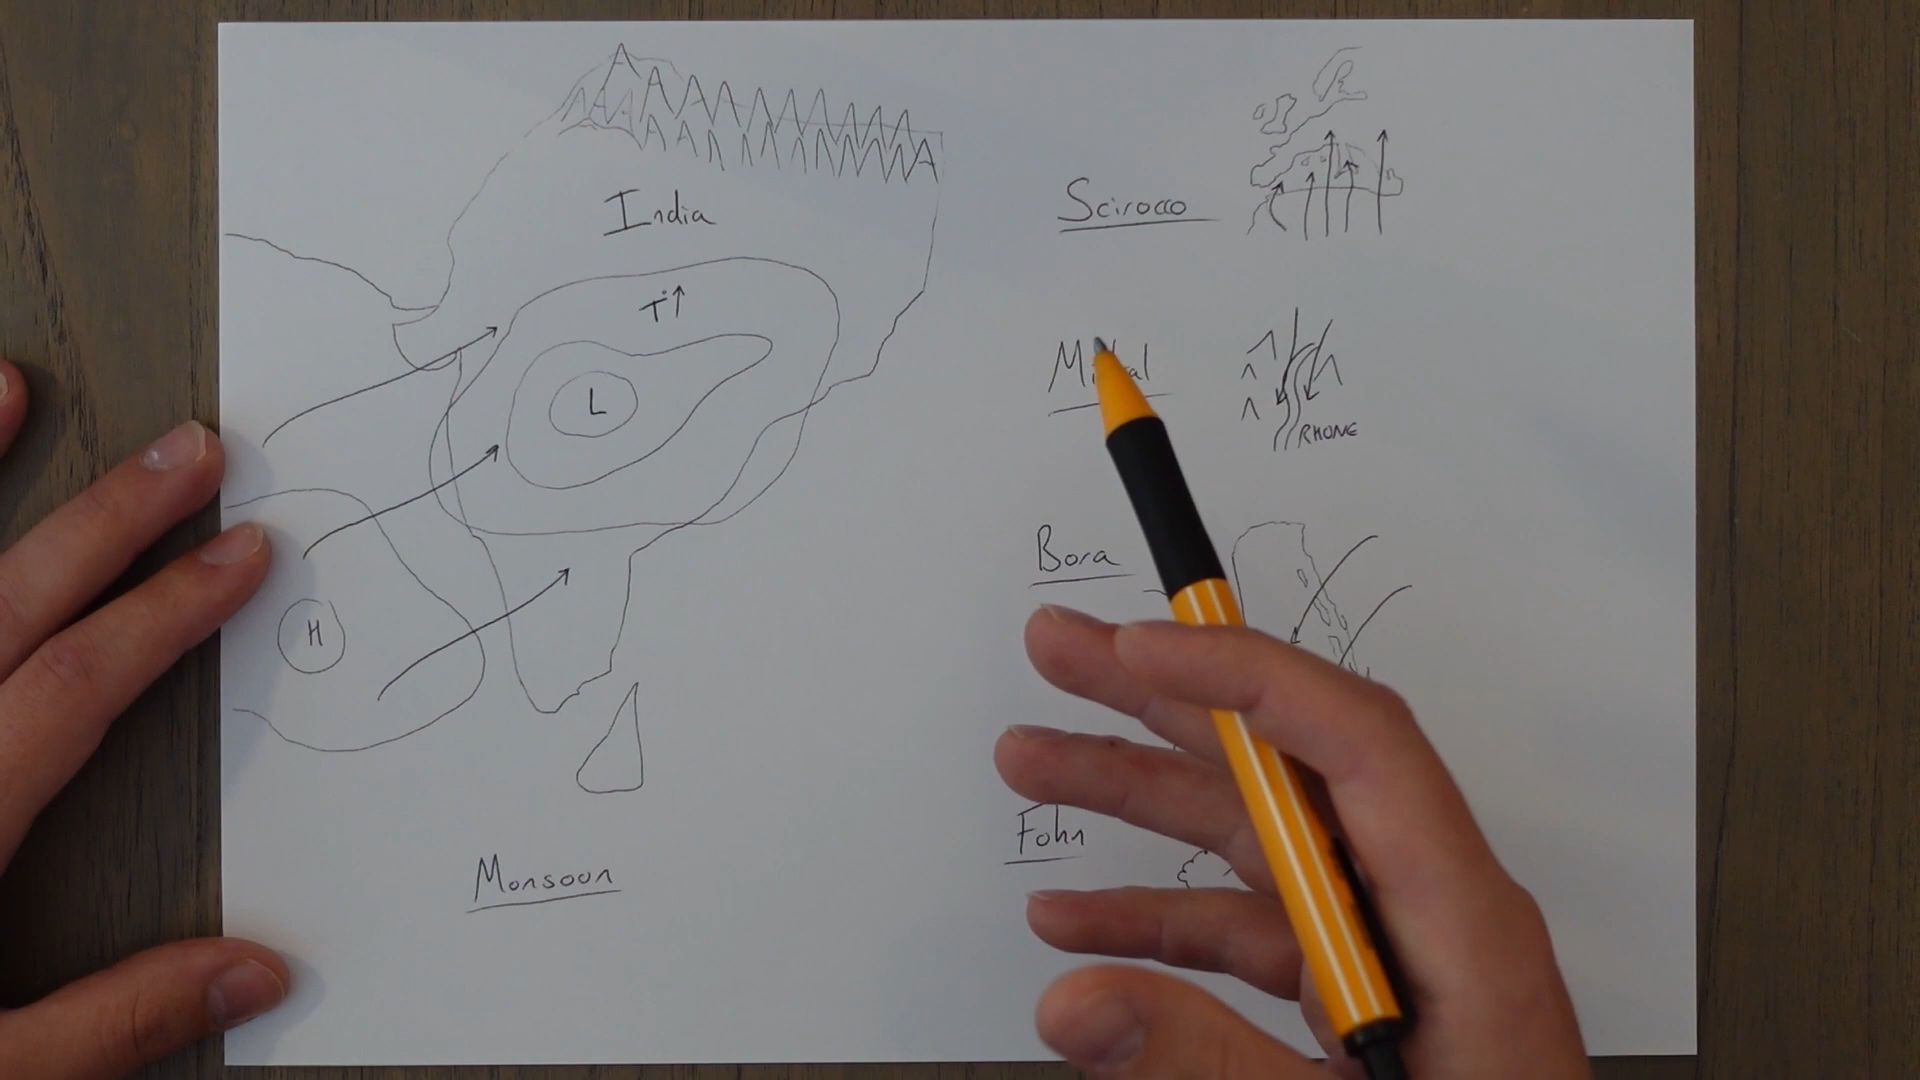 India
T↑
L
H
Monsoon
Scirocco
RHONE
Bora
Fohn